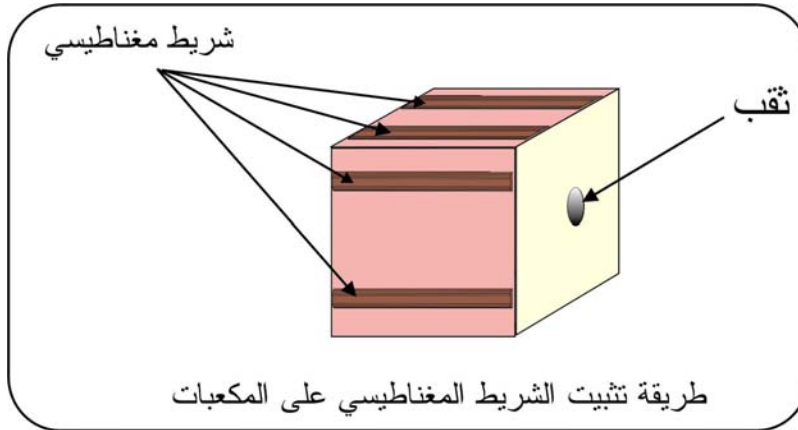 شريط مغناطيسي
ثقب
طريقة تثبيت الشريط المغناطيسي على المكعبات